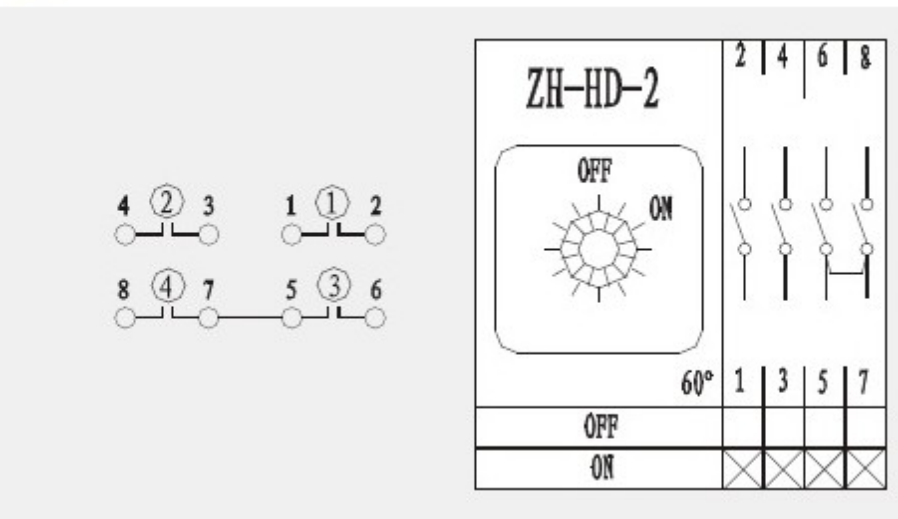 4 ② 3 1 ① 2
8 ④ 7 5 ③ 6
ZH-HD-2
OFF
ON
60°
2 4 6 8
1 3 5 7
OFF
ON